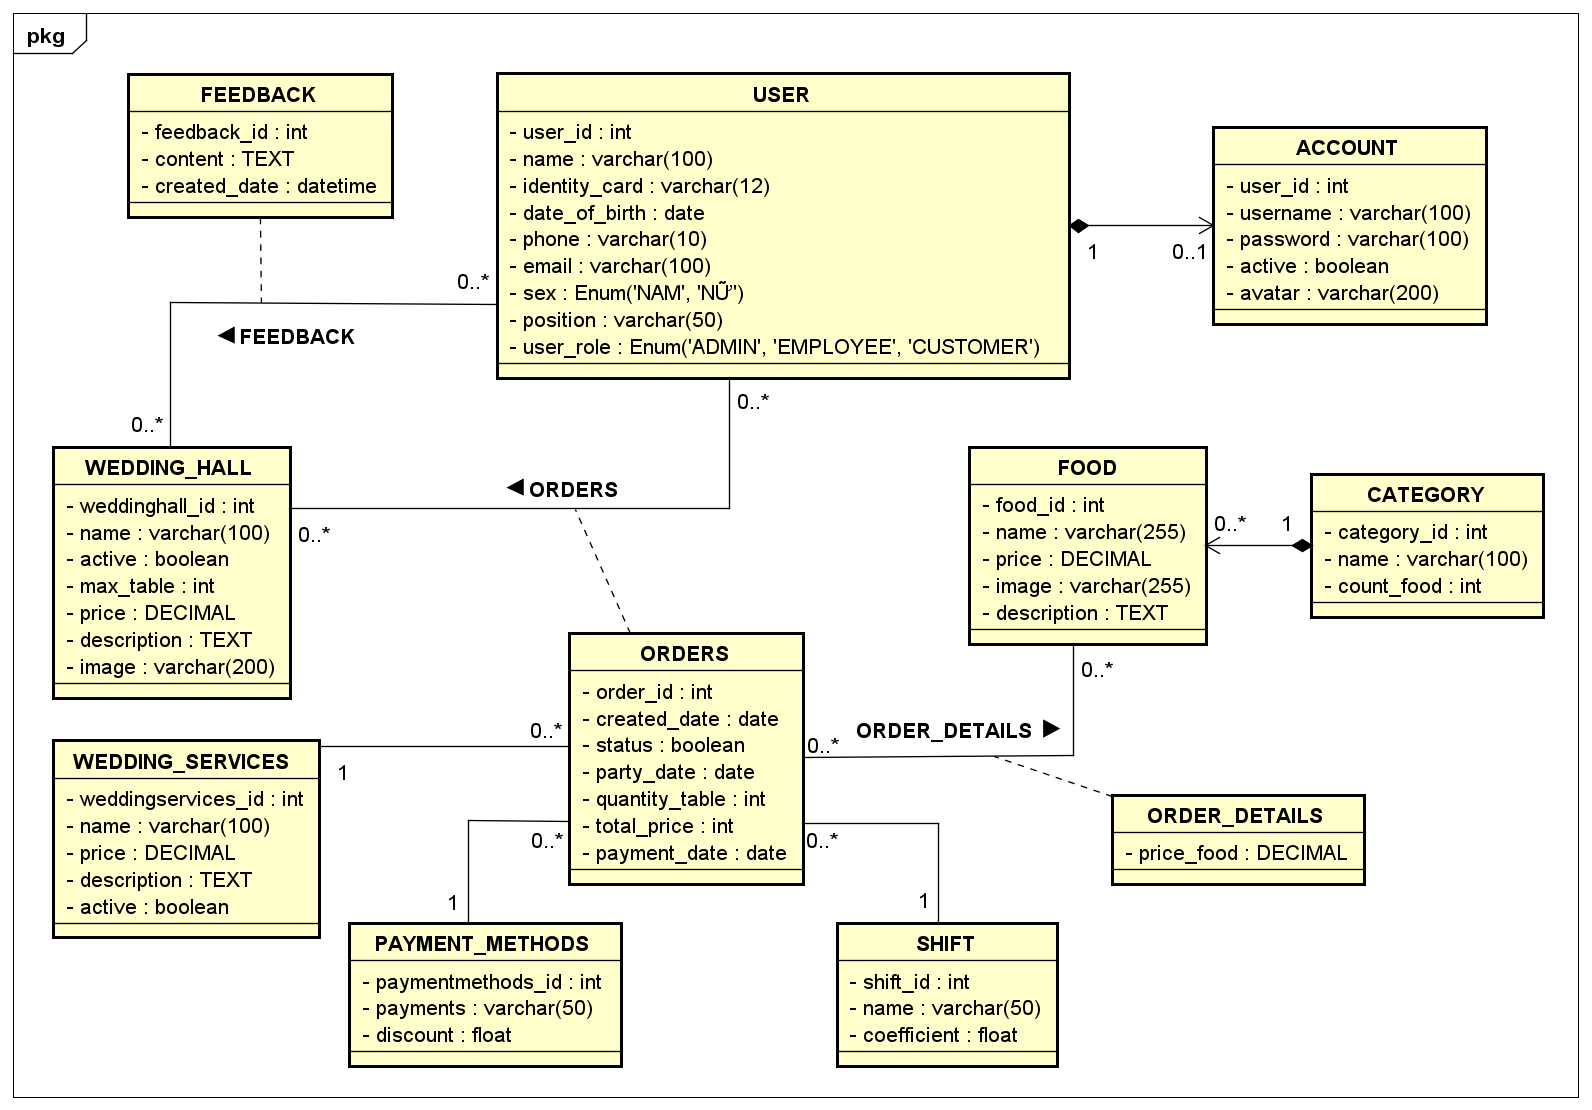 pkg
FEEDBACK
- feedback_id : int
- content : TEXT
- created_date : datetime
USER
- user_id : int
- name : varchar(100)
- identity_card : varchar(12)
- date_of_birth : date
- phone : varchar(10)
- email : varchar(100)
- sex : Enum('NAM', 'NỮ")
- position : varchar(50)
- user_role : Enum('ADMIN', 'EMPLOYEE', 'CUSTOMER')
ACCOUNT
- user_id : int
- username : varchar(100)
- password : varchar(100)
- active : boolean
- avatar : varchar(200)
1
0..1
0..*
FEEDBACK
0..*
0..*
WEDDING_HALL
- weddinghall_id : int
- name : varchar(100)
- active : boolean
- max_table : int
- price : DECIMAL
- description : TEXT
- image : varchar(200)
ORDERS
0..*
FOOD
- food_id : int
- name : varchar(255)
- price : DECIMAL
- image : varchar(255)
- description : TEXT
0..*
1
CATEGORY
- category_id : int
- name : varchar(100)
- count_food : int
0..*
ORDERS
- order_id : int
- created_date : date
- status : boolean
- party_date : date
- quantity_table : int
- total_price : int
- payment_date : date
ORDER_DETAILS
0..*
0..*
1
WEDDING_SERVICES
- weddingservices_id : int
- name : varchar(100)
- price : DECIMAL
- description : TEXT
- active : boolean
ORDER_DETAILS
- price_food : DECIMAL
0..*
0..*
1
1
PAYMENT_METHODS
- paymentmethods_id : int
- payments : varchar(50)
- discount : float
SHIFT
- shift_id : int
- name : varchar(50)
- coefficient : float